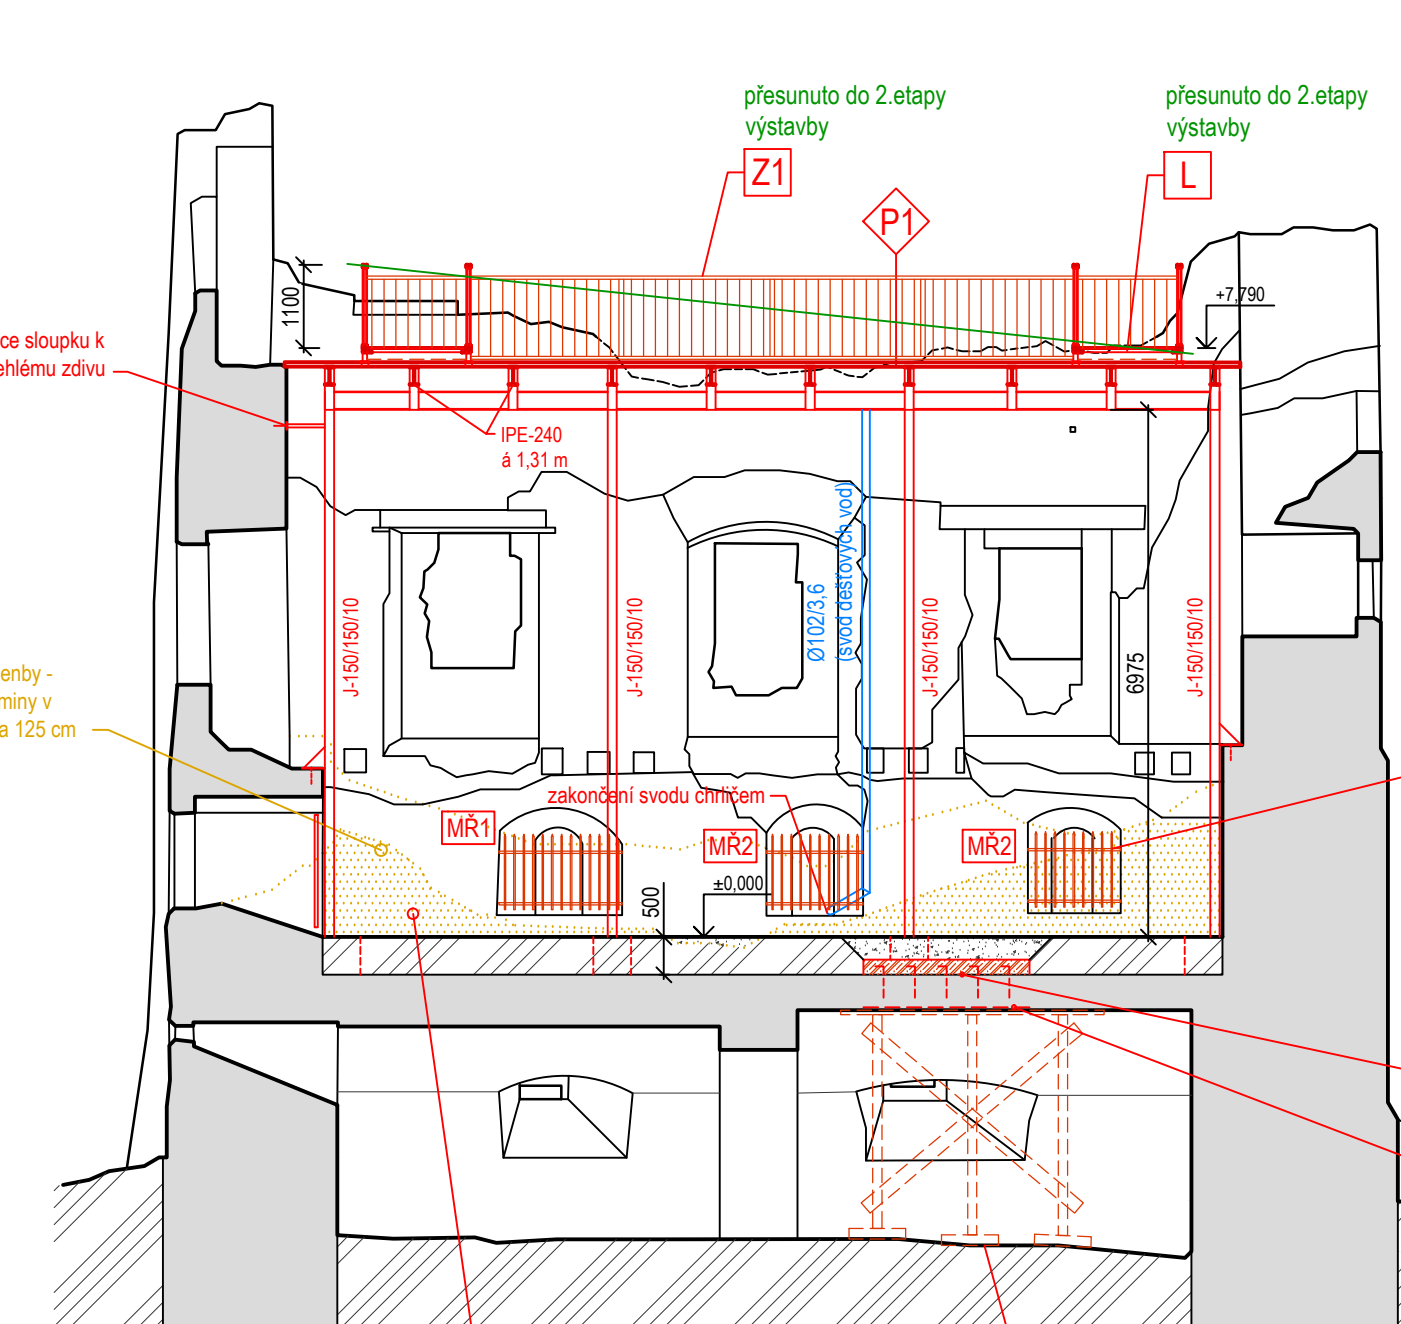 přesunuto do 2.etapy
výstavby
přesunuto do 2.etapy
výstavby
Z1
L
P1
1100
+7,790
ce sloupku k
ehlému zdivu
IPE-240
á 1,31 m
J-150/150/10
J-150/150/10
Ø102/3,6
(svod dešťových vod)
J-150/150/10
6975
J-150/150/10
enby -
miny v
a 125 cm
zakončení svodu chrličem
MŘ1
MŘ2
MŘ2
500
±0,000